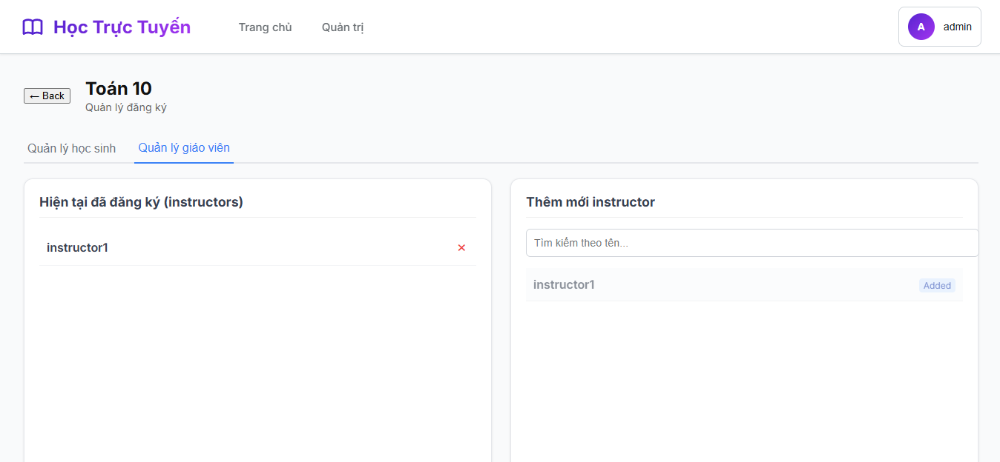 Học Trực Tuyến
Trang chủ
Quản trị
A
admin
← Back
Toán 10
Quản lý đăng ký
Quản lý học sinh
Quản lý giáo viên
Hiện tại đã đăng ký (instructors)
instructor1
×
Thêm mới instructor
Tìm kiếm theo tên...
instructor1
Added